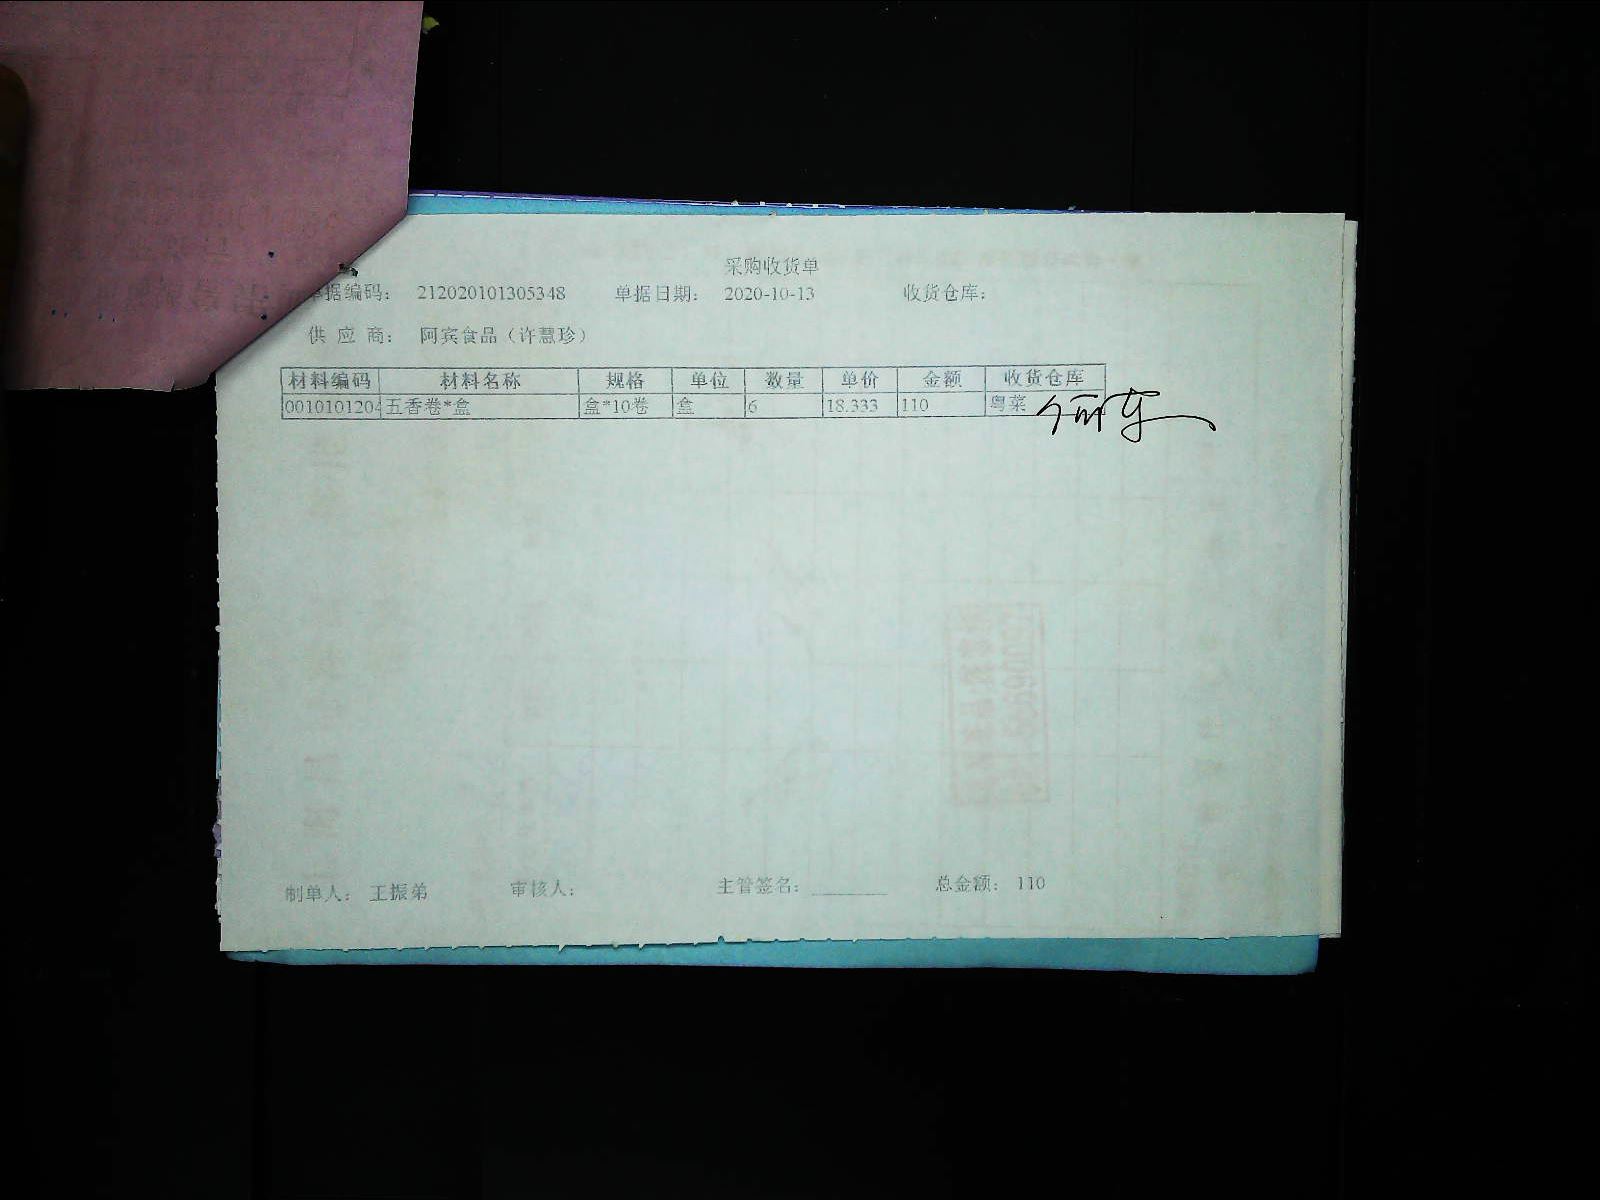 采购收货单
单据编码： 212020101305348 单据日期： 2020-10-13 收货仓库：
供 应 商： 阿宾食品（许慧珍）
材料编码 材料名称 规格 单位 数量 单价 金额 收货仓库
0010101204 五香卷*盒 盒*10卷 盒 6 18.333 110 粤菜
制单人： 王振弟 审核人： 主管签名： 总金额： 110